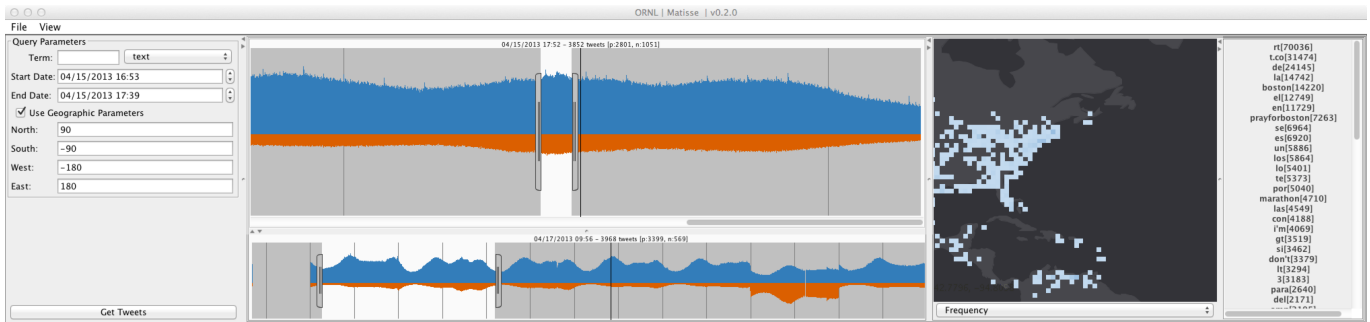 ORNL | Matisse | v0.2.0
File View
Query Parameters
Term: text
Start Date: 04/15/2013 16:53
End Date: 04/15/2013 17:39
Use Geographic Parameters
North: 90
South: -90
West: -180
East: 180
Get Tweets
04/15/2013 17:52 - 3852 tweets [p:2801, n:1051]
04/17/2013 09:56 - 3968 tweets [p:3399, n:569]
Frequency
rt[70036]
t.co[31474]
de[24145]
la[14742]
boston[14220]
el[12749]
en[11729]
prayforboston[7263]
se[6964]
es[6920]
un[5886]
los[5864]
lo[5401]
te[5373]
por[5040]
marathon[4710]
las[4549]
con[4188]
i'm[4069]
gt[3519]
si[3462]
don't[3379]
lt[3294]
3[3183]
para[2640]
del[2171]